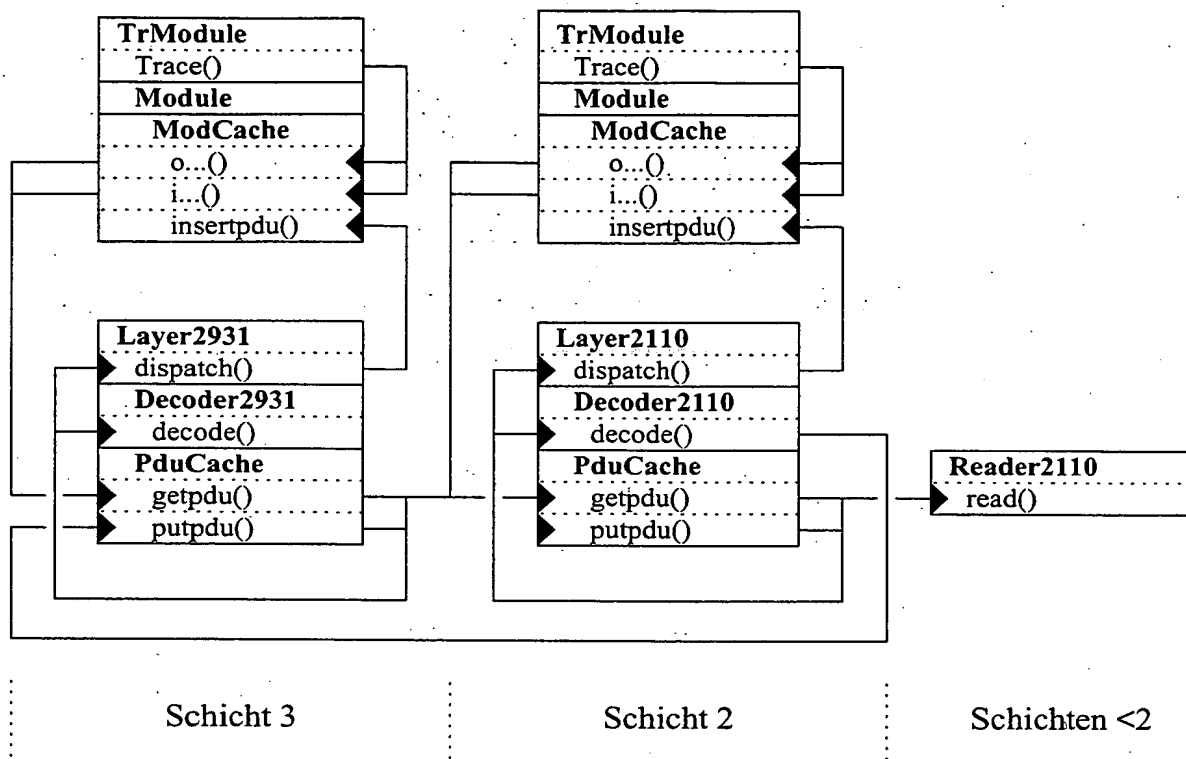 TrModule
Trace()
Module
ModCache
o...()
i...()
insertpdu()
Layer2931
dispatch()
Decoder2931
decode()
PduCache
getpdu()
putpdu()
Schicht 3
TrModule
Trace()
Module
ModCache
o...()
i...()
insertpdu()
Layer2110
dispatch()
Decoder2110
decode()
PduCache
getpdu()
putpdu()
Schicht 2
Reader2110
read()
Schichten <2